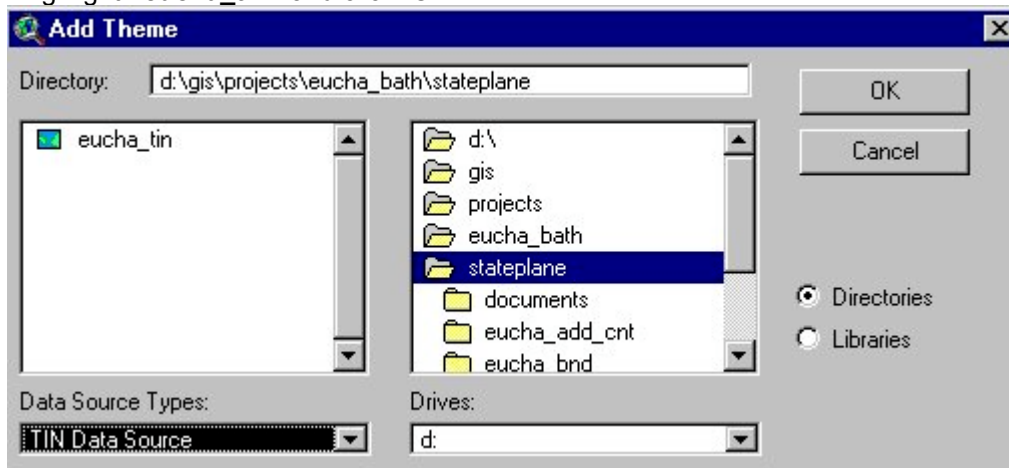 Add Theme
Directory: d:\gis\projects\eucha_bath\stateplane
OK
Cancel
eucha_tin
d:\
gis
projects
eucha_bath
stateplane
documents
eucha_add_cnt
eucha_bnd
Directories
Libraries
Data Source Types:
TIN Data Source
Drives:
d: